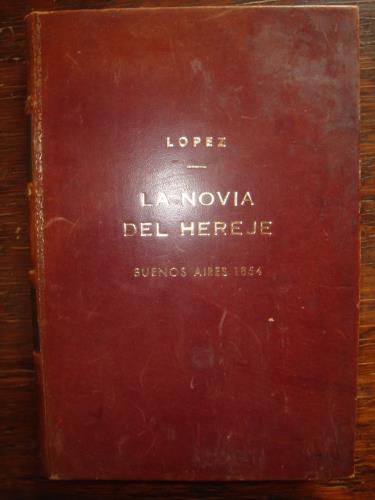 LOPEZ
LA NOVIA
DEL HEREJE
BUENOS AIRES 1854